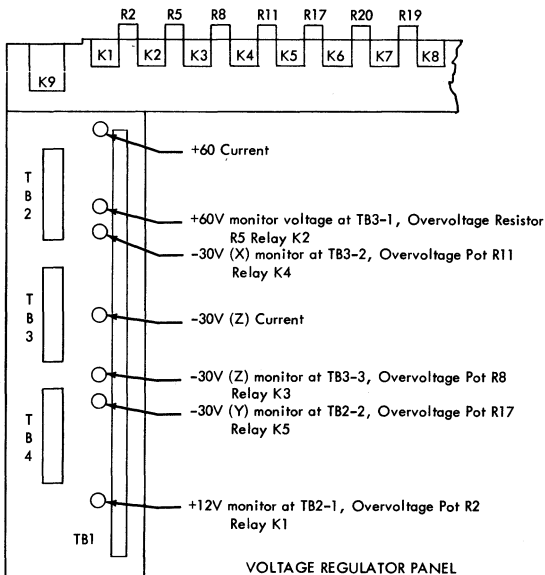 R2 R5 R8 R11 R17 R20 R19
K1 K2 K3 K4 K5 K6 K7 K8
K9
+60 Current
T
B
2
+60V monitor voltage at TB3-1, Overvoltage Resistor
R5 Relay K2
-30V (X) monitor at TB3-2, Overvoltage Pot R11
Relay K4
T
B
3
-30V (Z) Current
-30V (Z) monitor at TB3-3, Overvoltage Pot R8
Relay K3
-30V (Y) monitor at TB2-2, Overvoltage Pot R17
Relay K5
T
B
4
+12V monitor at TB2-1, Overvoltage Pot R2
Relay K1
TB1
VOLTAGE REGULATOR PANEL